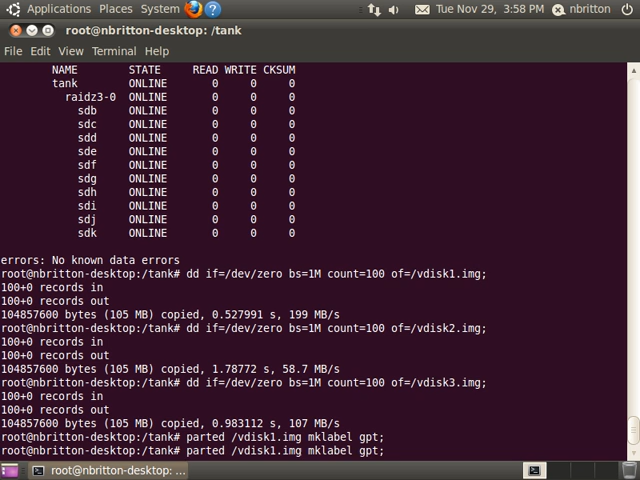 Applications Places System Tue Nov 29, 3:58 PM nbritton
root@nbritton-desktop: /tank
File Edit View Terminal Help
NAME STATE READ WRITE CKSUM
tank ONLINE 0 0 0
raidz3-0 ONLINE 0 0 0
sdb ONLINE 0 0 0
sdc ONLINE 0 0 0
sdd ONLINE 0 0 0
sde ONLINE 0 0 0
sdf ONLINE 0 0 0
sdg ONLINE 0 0 0
sdh ONLINE 0 0 0
sdi ONLINE 0 0 0
sdj ONLINE 0 0 0
sdk ONLINE 0 0 0
errors: No known data errors
root@nbritton-desktop:/tank# dd if=/dev/zero bs=1M count=100 of=/vdisk1.img;
100+0 records in
100+0 records out
104857600 bytes (105 MB) copied, 0.527991 s, 199 MB/s
root@nbritton-desktop:/tank# dd if=/dev/zero bs=1M count=100 of=/vdisk2.img;
100+0 records in
100+0 records out
104857600 bytes (105 MB) copied, 1.78772 s, 58.7 MB/s
root@nbritton-desktop:/tank# dd if=/dev/zero bs=1M count=100 of=/vdisk3.img;
100+0 records in
100+0 records out
104857600 bytes (105 MB) copied, 0.983112 s, 107 MB/s
root@nbritton-desktop:/tank# parted /vdisk1.img mklabel gpt;
root@nbritton-desktop:/tank# parted /vdisk1.img mklabel gpt;
root@nbritton-desktop: ...